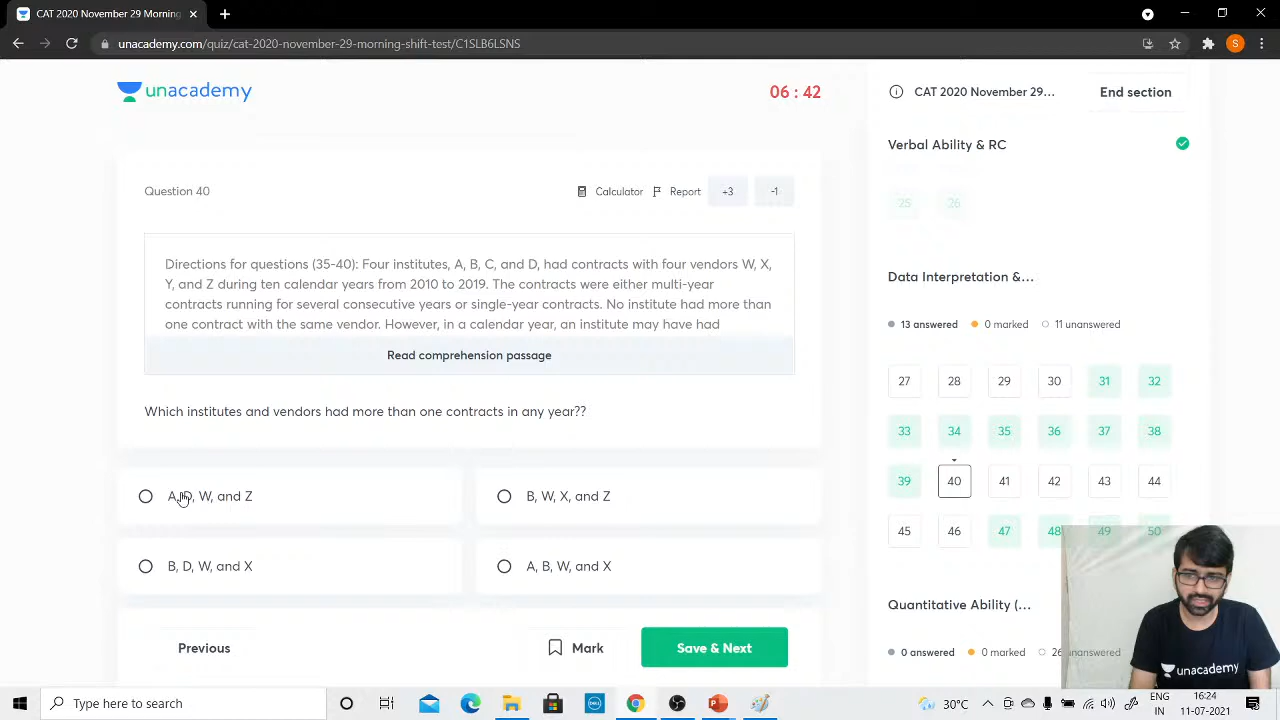 CAT 2020 November 29 Morning
unacademy.com/quiz/cat-2020-november-29-morning-shift-test/C1SLB6LSNS
S
unacademy
06 : 42
CAT 2020 November 29...
End section
Verbal Ability & RC
25 26
Question 40
Calculator
Report
+3
-1
Directions for questions (35-40): Four institutes, A, B, C, and D, had contracts with four vendors W, X,
Y, and Z during ten calendar years from 2010 to 2019. The contracts were either multi-year
contracts running for several consecutive years or single-year contracts. No institute had more than
one contract with the same vendor. However, in a calendar year, an institute may have had
Read comprehension passage
Which institutes and vendors had more than one contracts in any year??
A, D, W, and Z
B, W, X, and Z
B, D, W, and X
A, B, W, and X
Previous
Mark
Save & Next
Data Interpretation &...
13 answered 0 marked 11 unanswered
27 28 29 30 31 32
33 34 35 36 37 38
39 40 41 42 43 44
45 46 47 48 49 50
Quantitative Ability (...
0 answered 0 marked 26 unanswered
unacademy
Type here to search
DELL
30°C
ENG
IN
16:24
11-07-2021